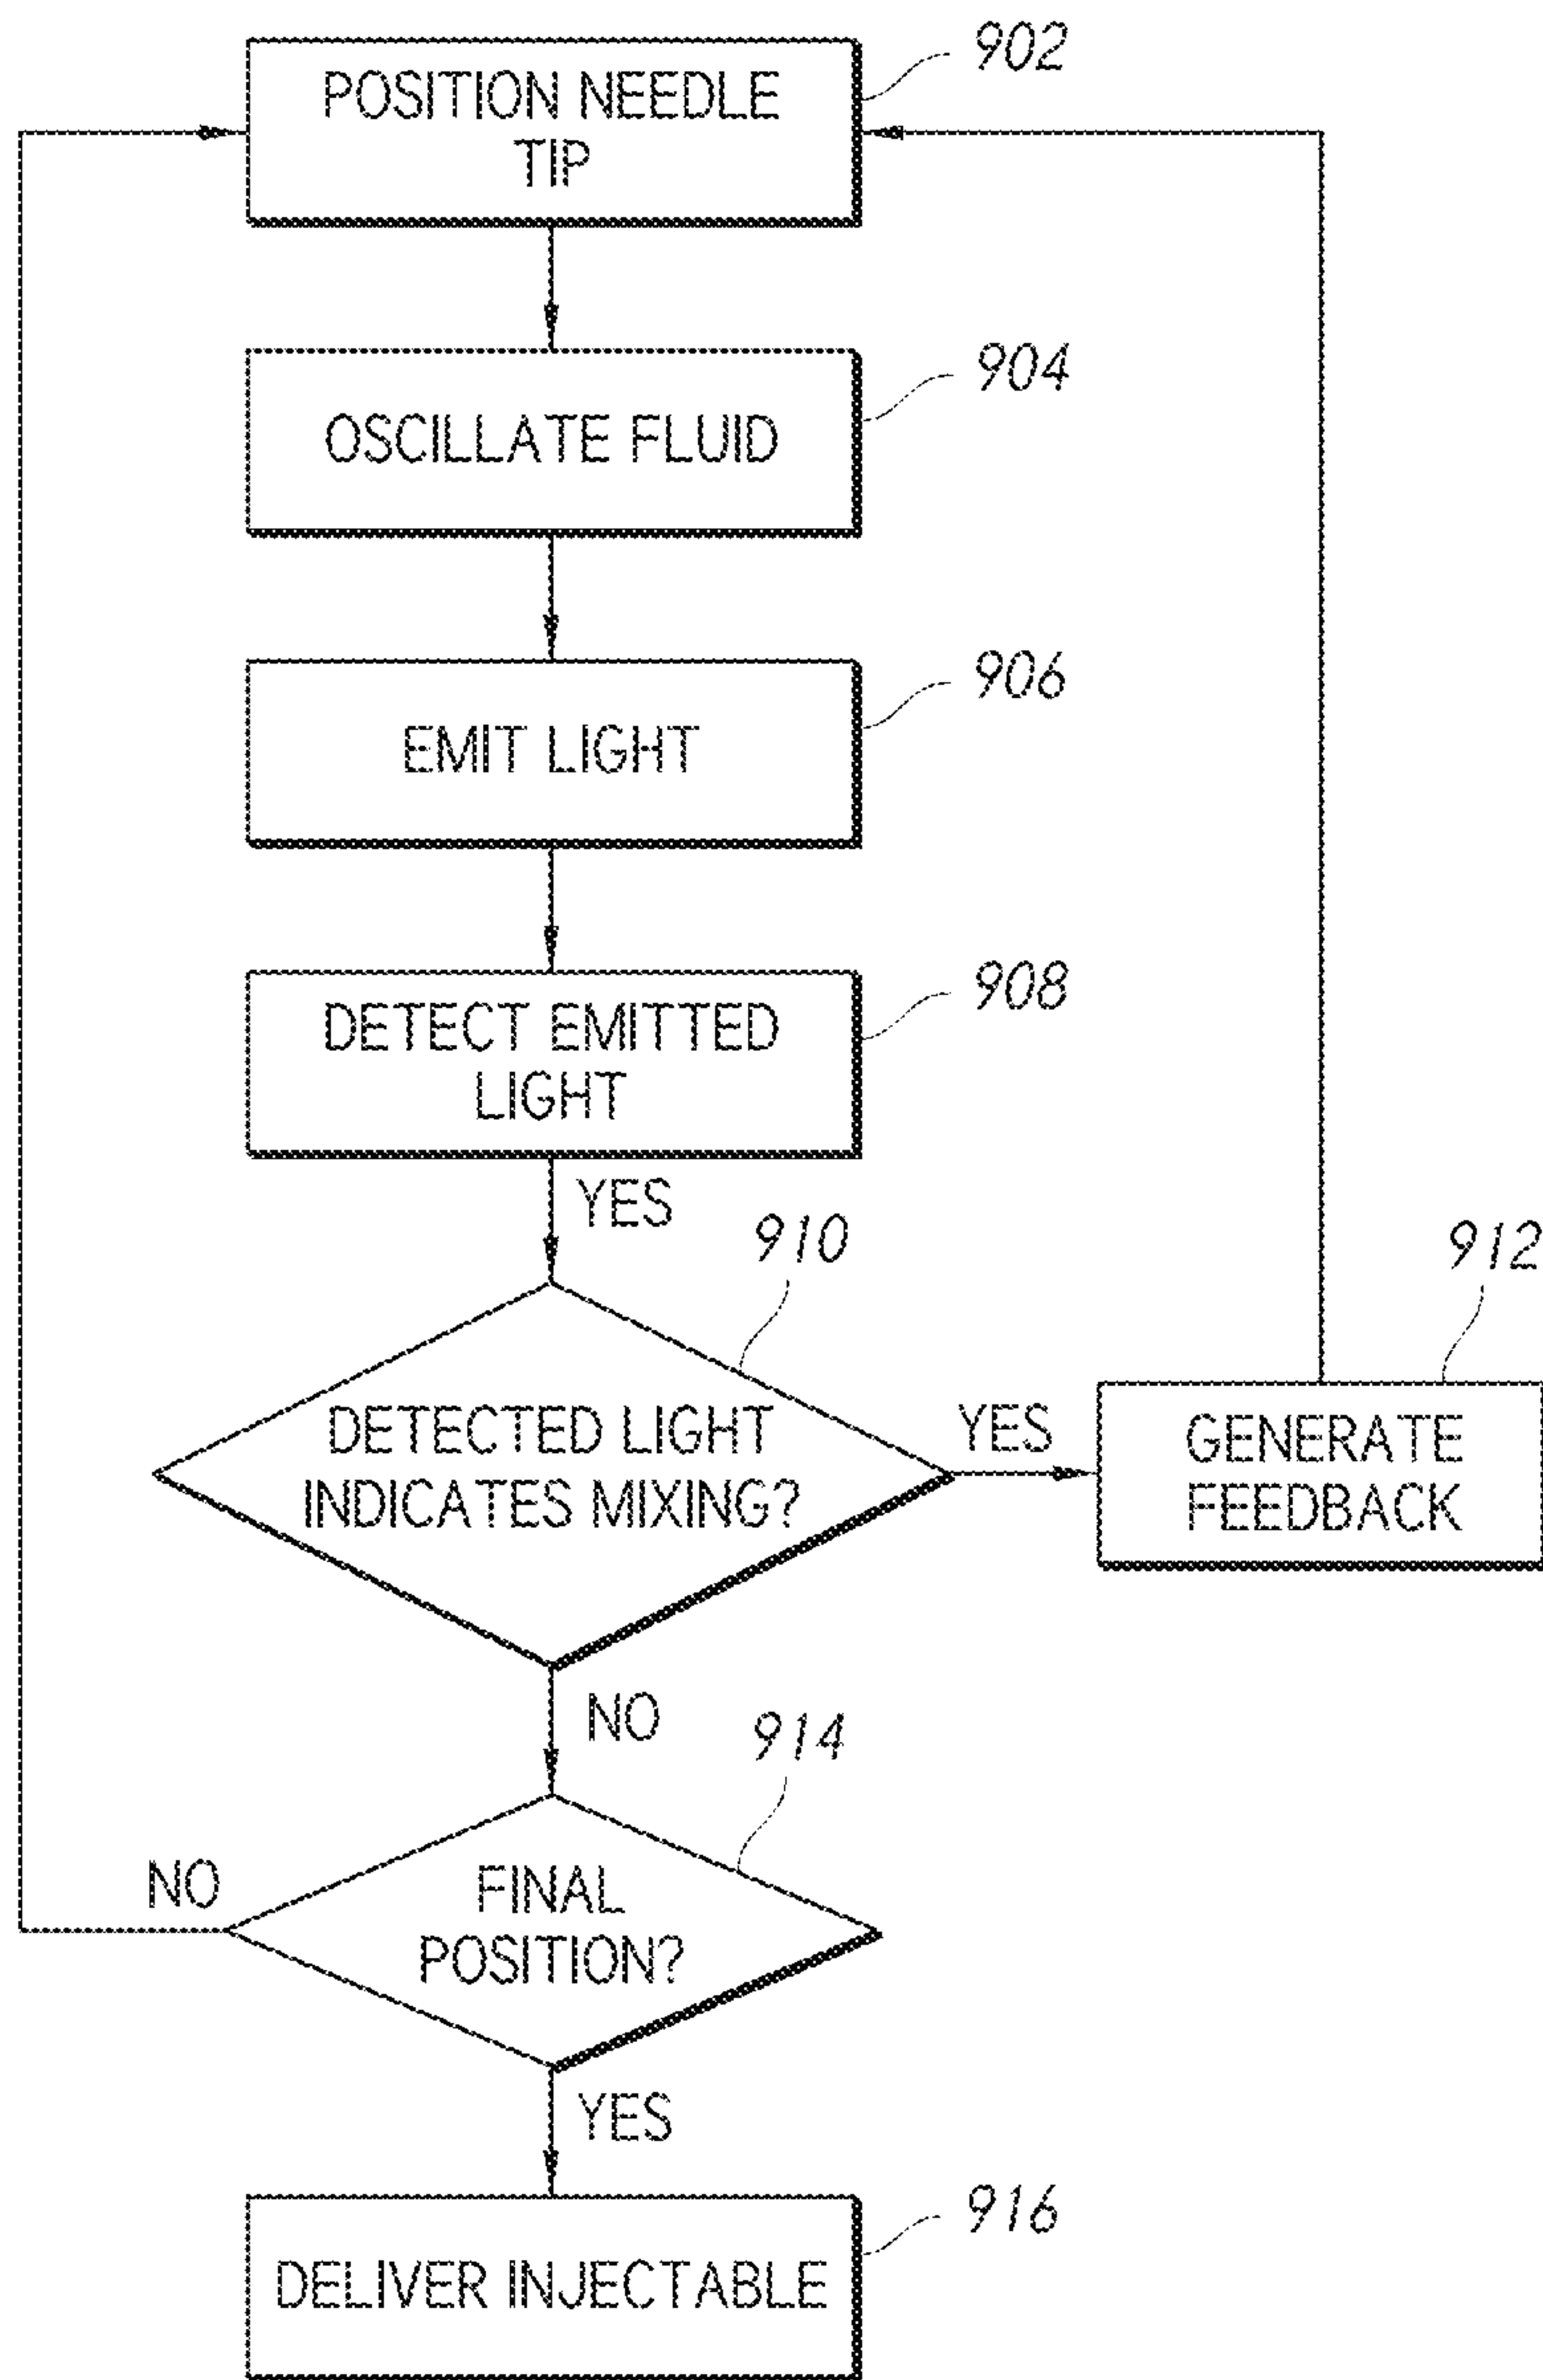 902
POSITION NEEDLE
TIP
904
OSCILLATE FLUID
906
EMIT LIGHT
908
DETECT EMITTED
LIGHT
YES
910
912
DETECTED LIGHT
INDICATES MIXING?
YES
GENERATE
FEEDBACK
NO
914
NO
FINAL
POSITION?
YES
916
DELIVER INJECTABLE